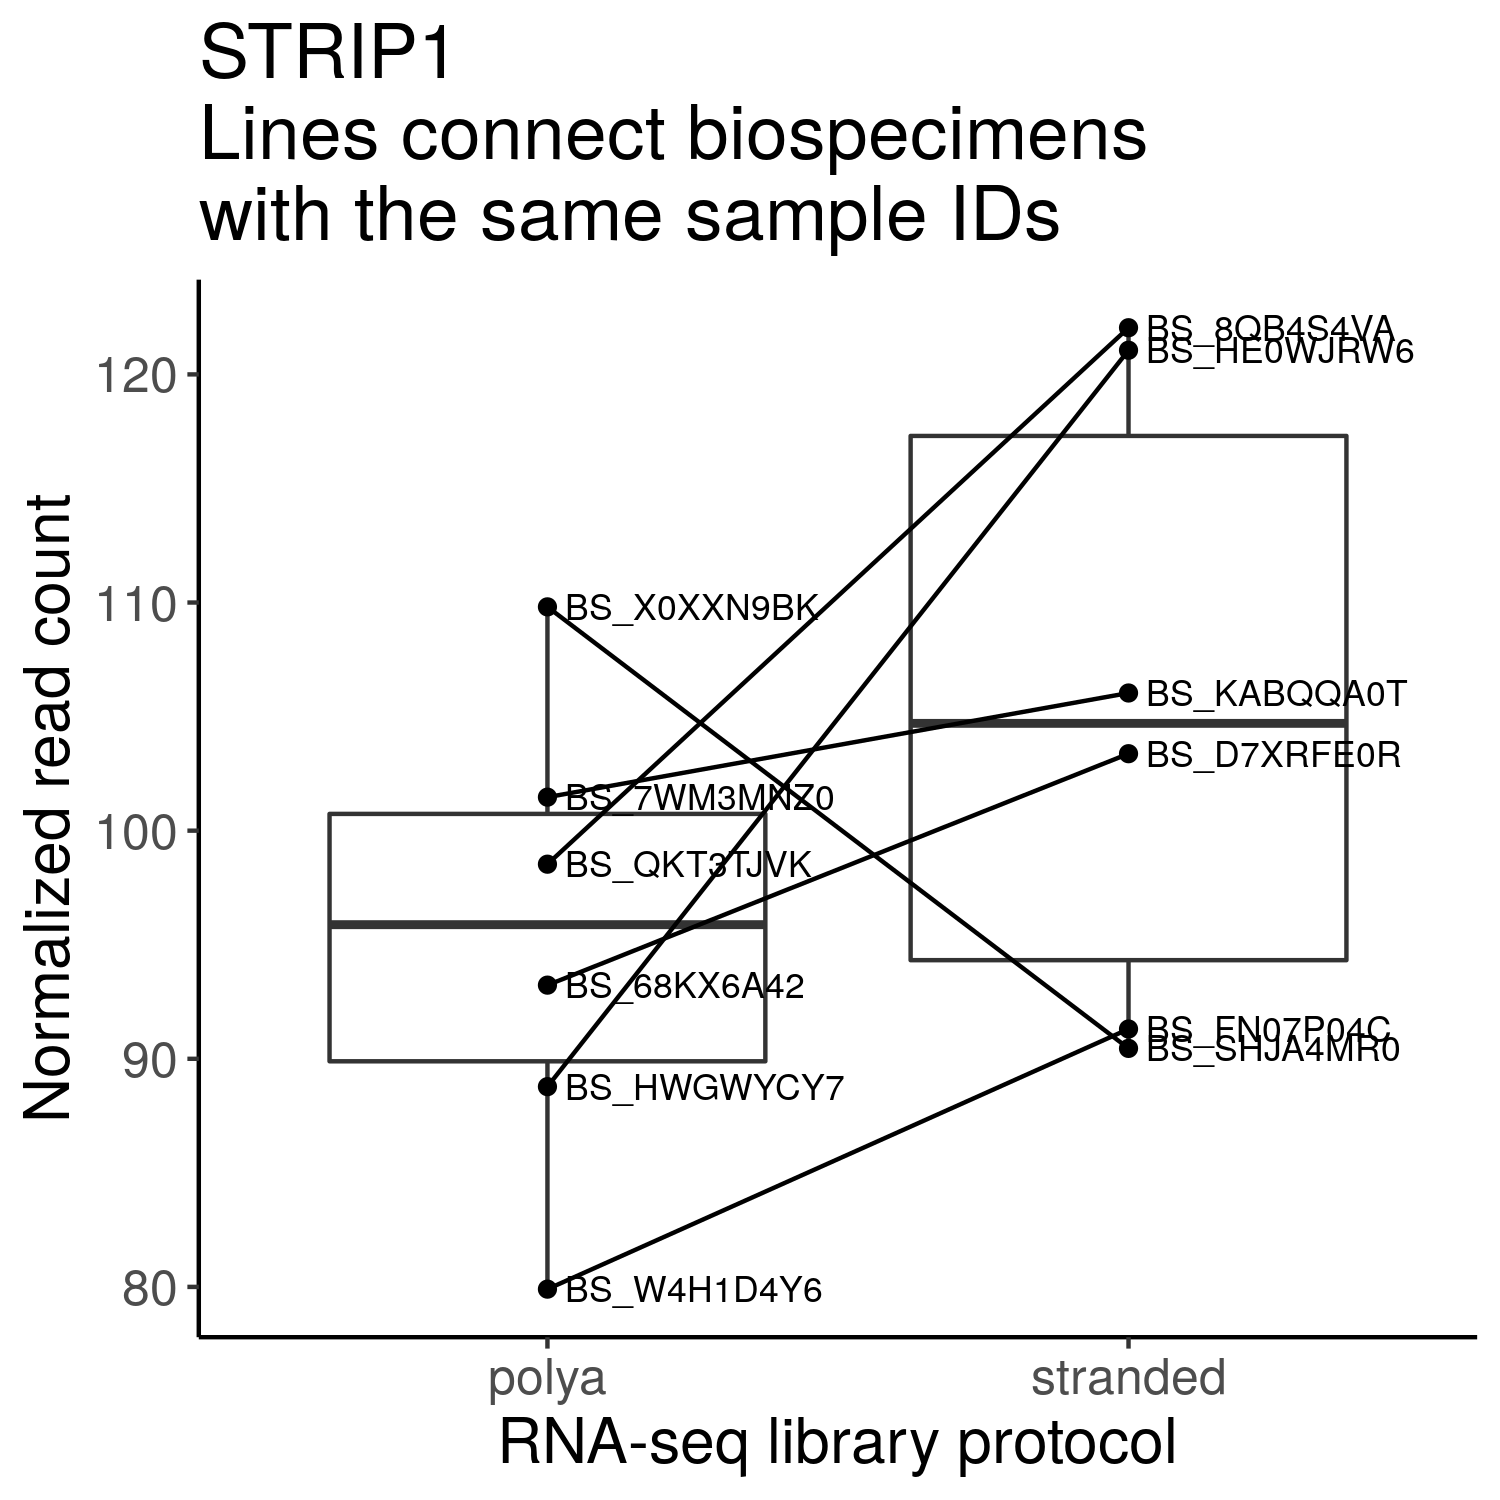 STRIP1
Lines connect biospecimens
with the same sample IDs
Normalized read count
120
110
100
90
80
BS_8QB4S4VA
BS_HE0WJRW6
BS_X0XXN9BK
BS_KABQQA0T
BS_D7XRFE0R
BS_7WM3MNZ0
BS_QKT3TJVK
BS_68KX6A42
BS_FN07P04C
BS_SHJA4MR0
BS_HWGWYCY7
BS_W4H1D4Y6
polya
stranded
RNA-seq library protocol